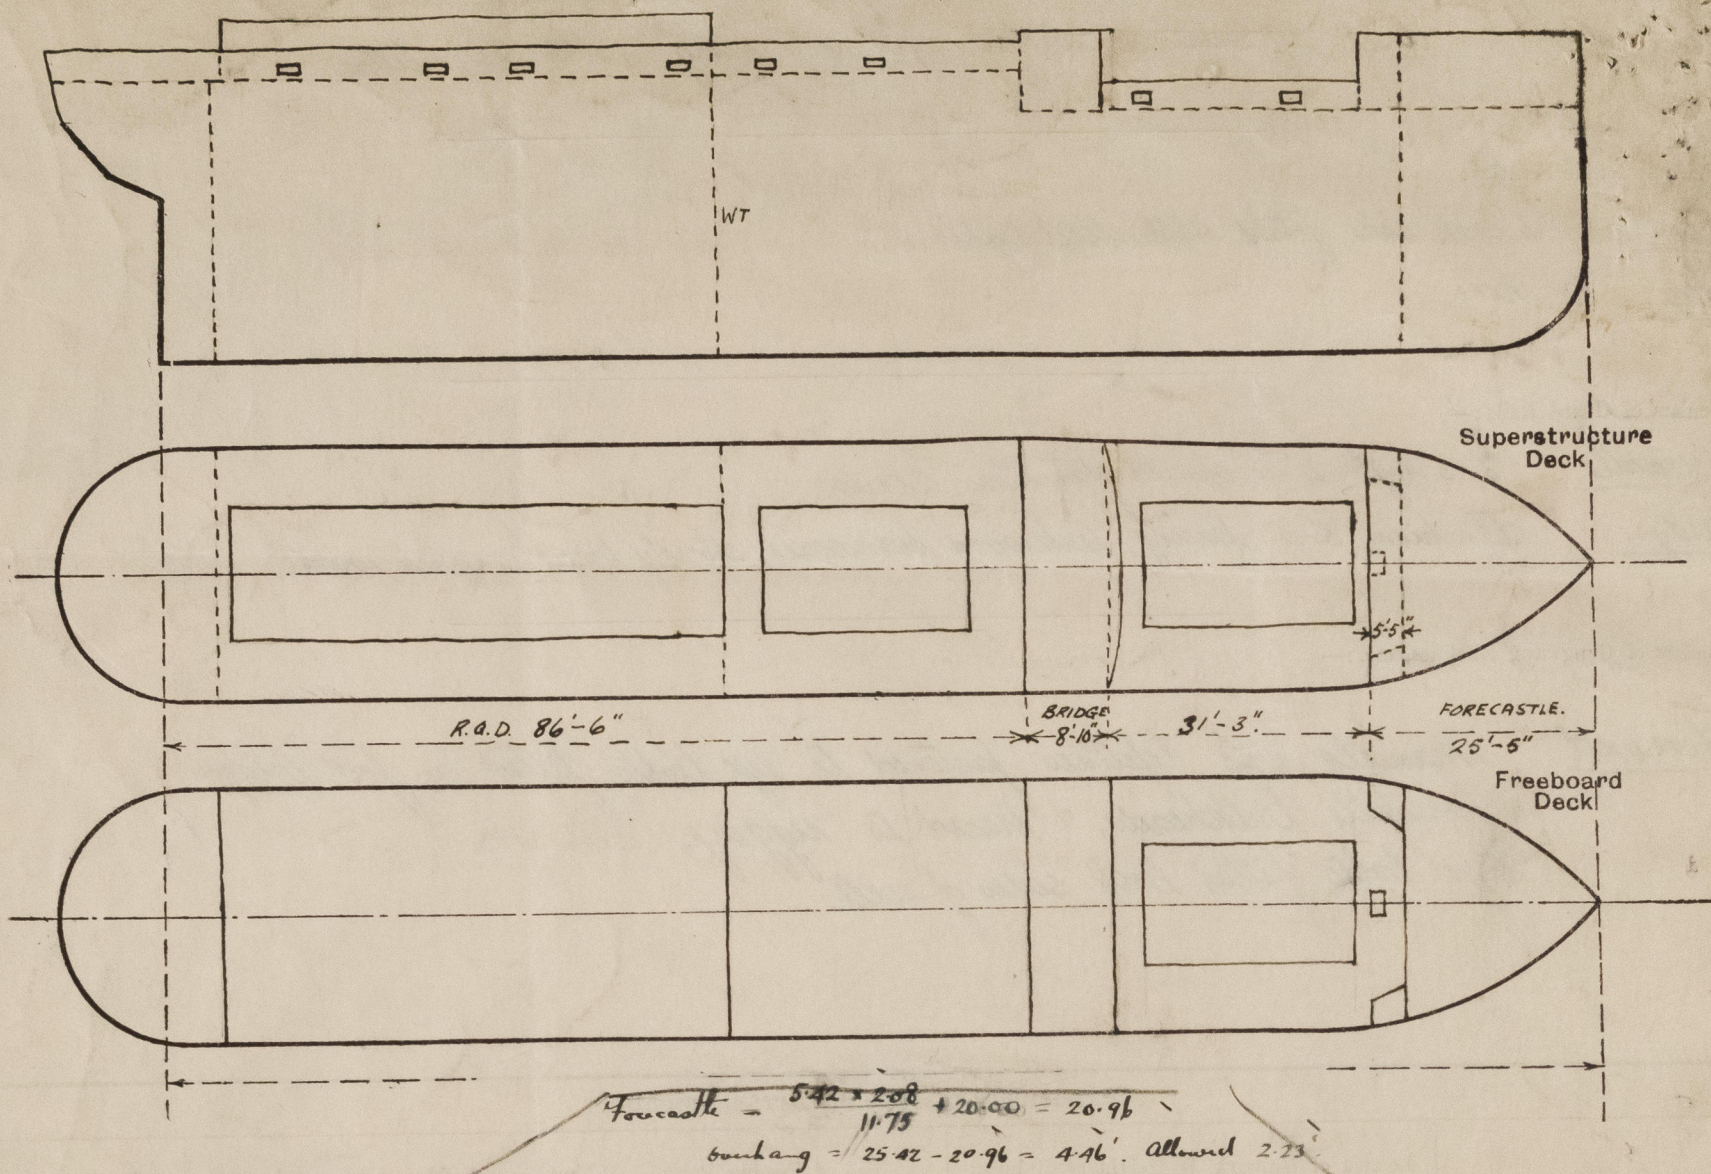 WT
Superstructure
Deck
5'-5"
R.Q.D. 86'-6"
BRIDGE
8'-10"
31'-3".
FORECASTLE.
25'-5"
Freeboard
Deck
Forecastle = 5.42 x 2.08 / 11.75 + 20.00 = 20.96
overhang = 25.42 - 20.96 = 4.46'. Allowed 2.23'